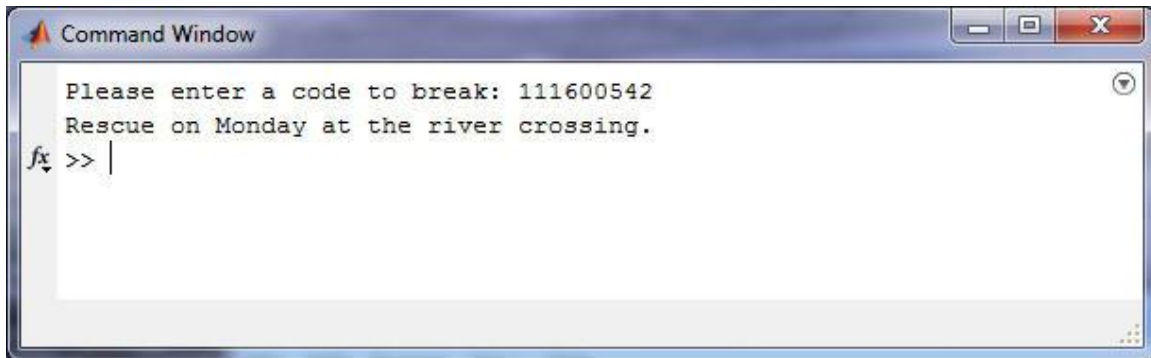 Command Window
Please enter a code to break: 111600542
Rescue on Monday at the river crossing.
fx >>